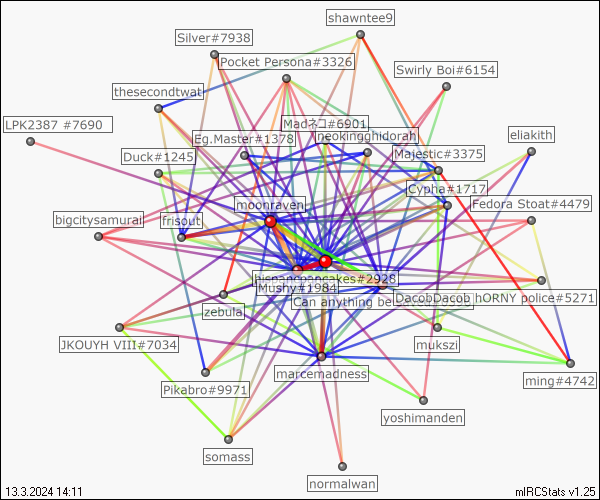 shawntee9
Silver#7938
Pocket Persona#3326
Swirly Boi#6154
thesecondtwat
LPK2387 #7690
Madネコ#6901
Eg.Master#1378
neokingghidorah
eliakith
Duck#1245
Majestic#3375
Cypha#1717
moonraven
Fedora Stoat#4479
bigcitysamurai
frisout
hispanicpancakes#2928
Mushy#1984
Can anything be
DacobDacob
hORNY police#5271
zebula
JKOUYH VIII#7034
mukszi
marcemadness
ming#4742
Pikabro#9971
yoshimanden
somass
normalwan
13.3.2024 14:11
mIRCStats v1.25